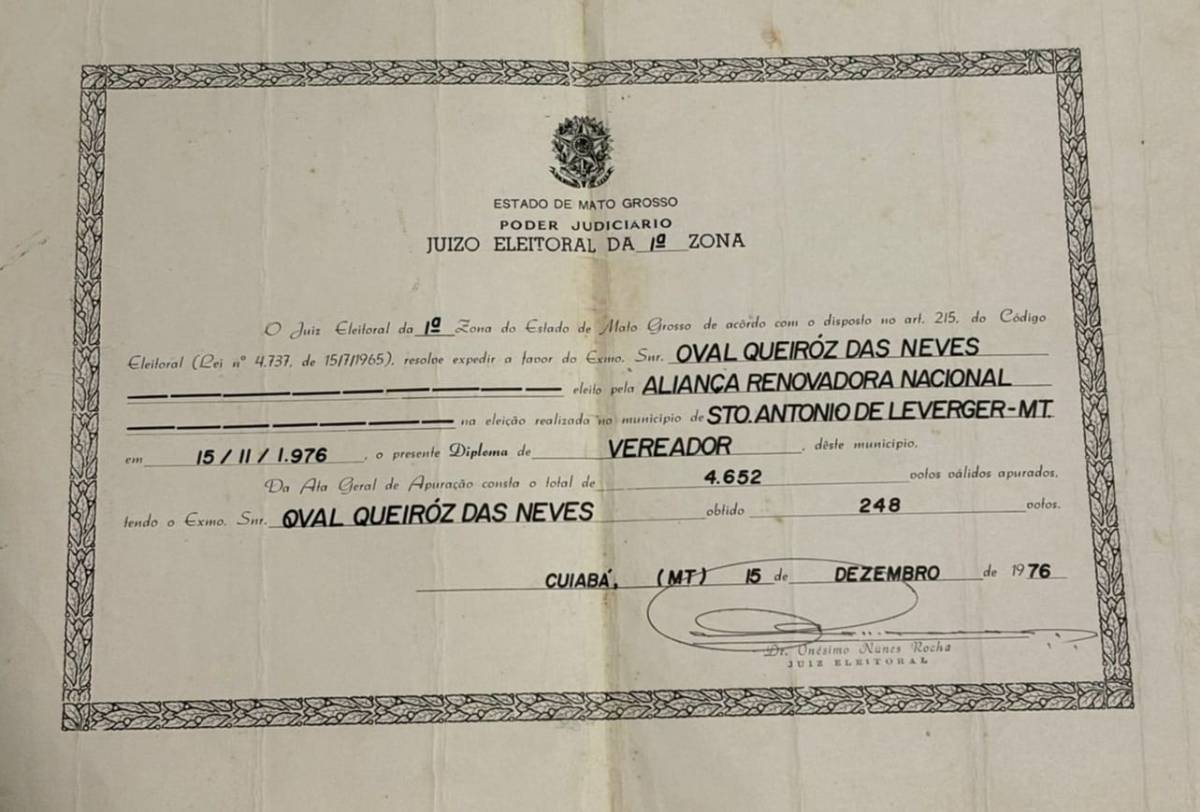 ESTADO DE MATO GROSSO
PODER JUDICIARIO
JUIZO ELEITORAL DA 1ª ZONA
O Juiz Eleitoral da 1ª Zona do Estado de Mato Grosso de acôrdo com o disposto no art. 215, do Código
Eleitoral (Lei nº 4.737, de 15/7/1965), resolve expedir a favor do Exmo. Snr. OVAL QUEIRÓZ DAS NEVES
eleito pela ALIANÇA RENOVADORA NACIONAL
na eleição realizada no município de STO. ANTONIO DE LEVERGER-MT.
em 15/11/1.976, o presente Diploma de VEREADOR, dêste município.
Da Ata Geral de Apuração consta o total de 4.652 votos válidos apurados,
tendo o Exmo. Snr. OVAL QUEIRÓZ DAS NEVES obtido 248 votos.
CUIABÁ, (MT) 15 de DEZEMBRO de 1976
Dr. Onésimo Nunes Rocha
JUIZ ELEITORAL